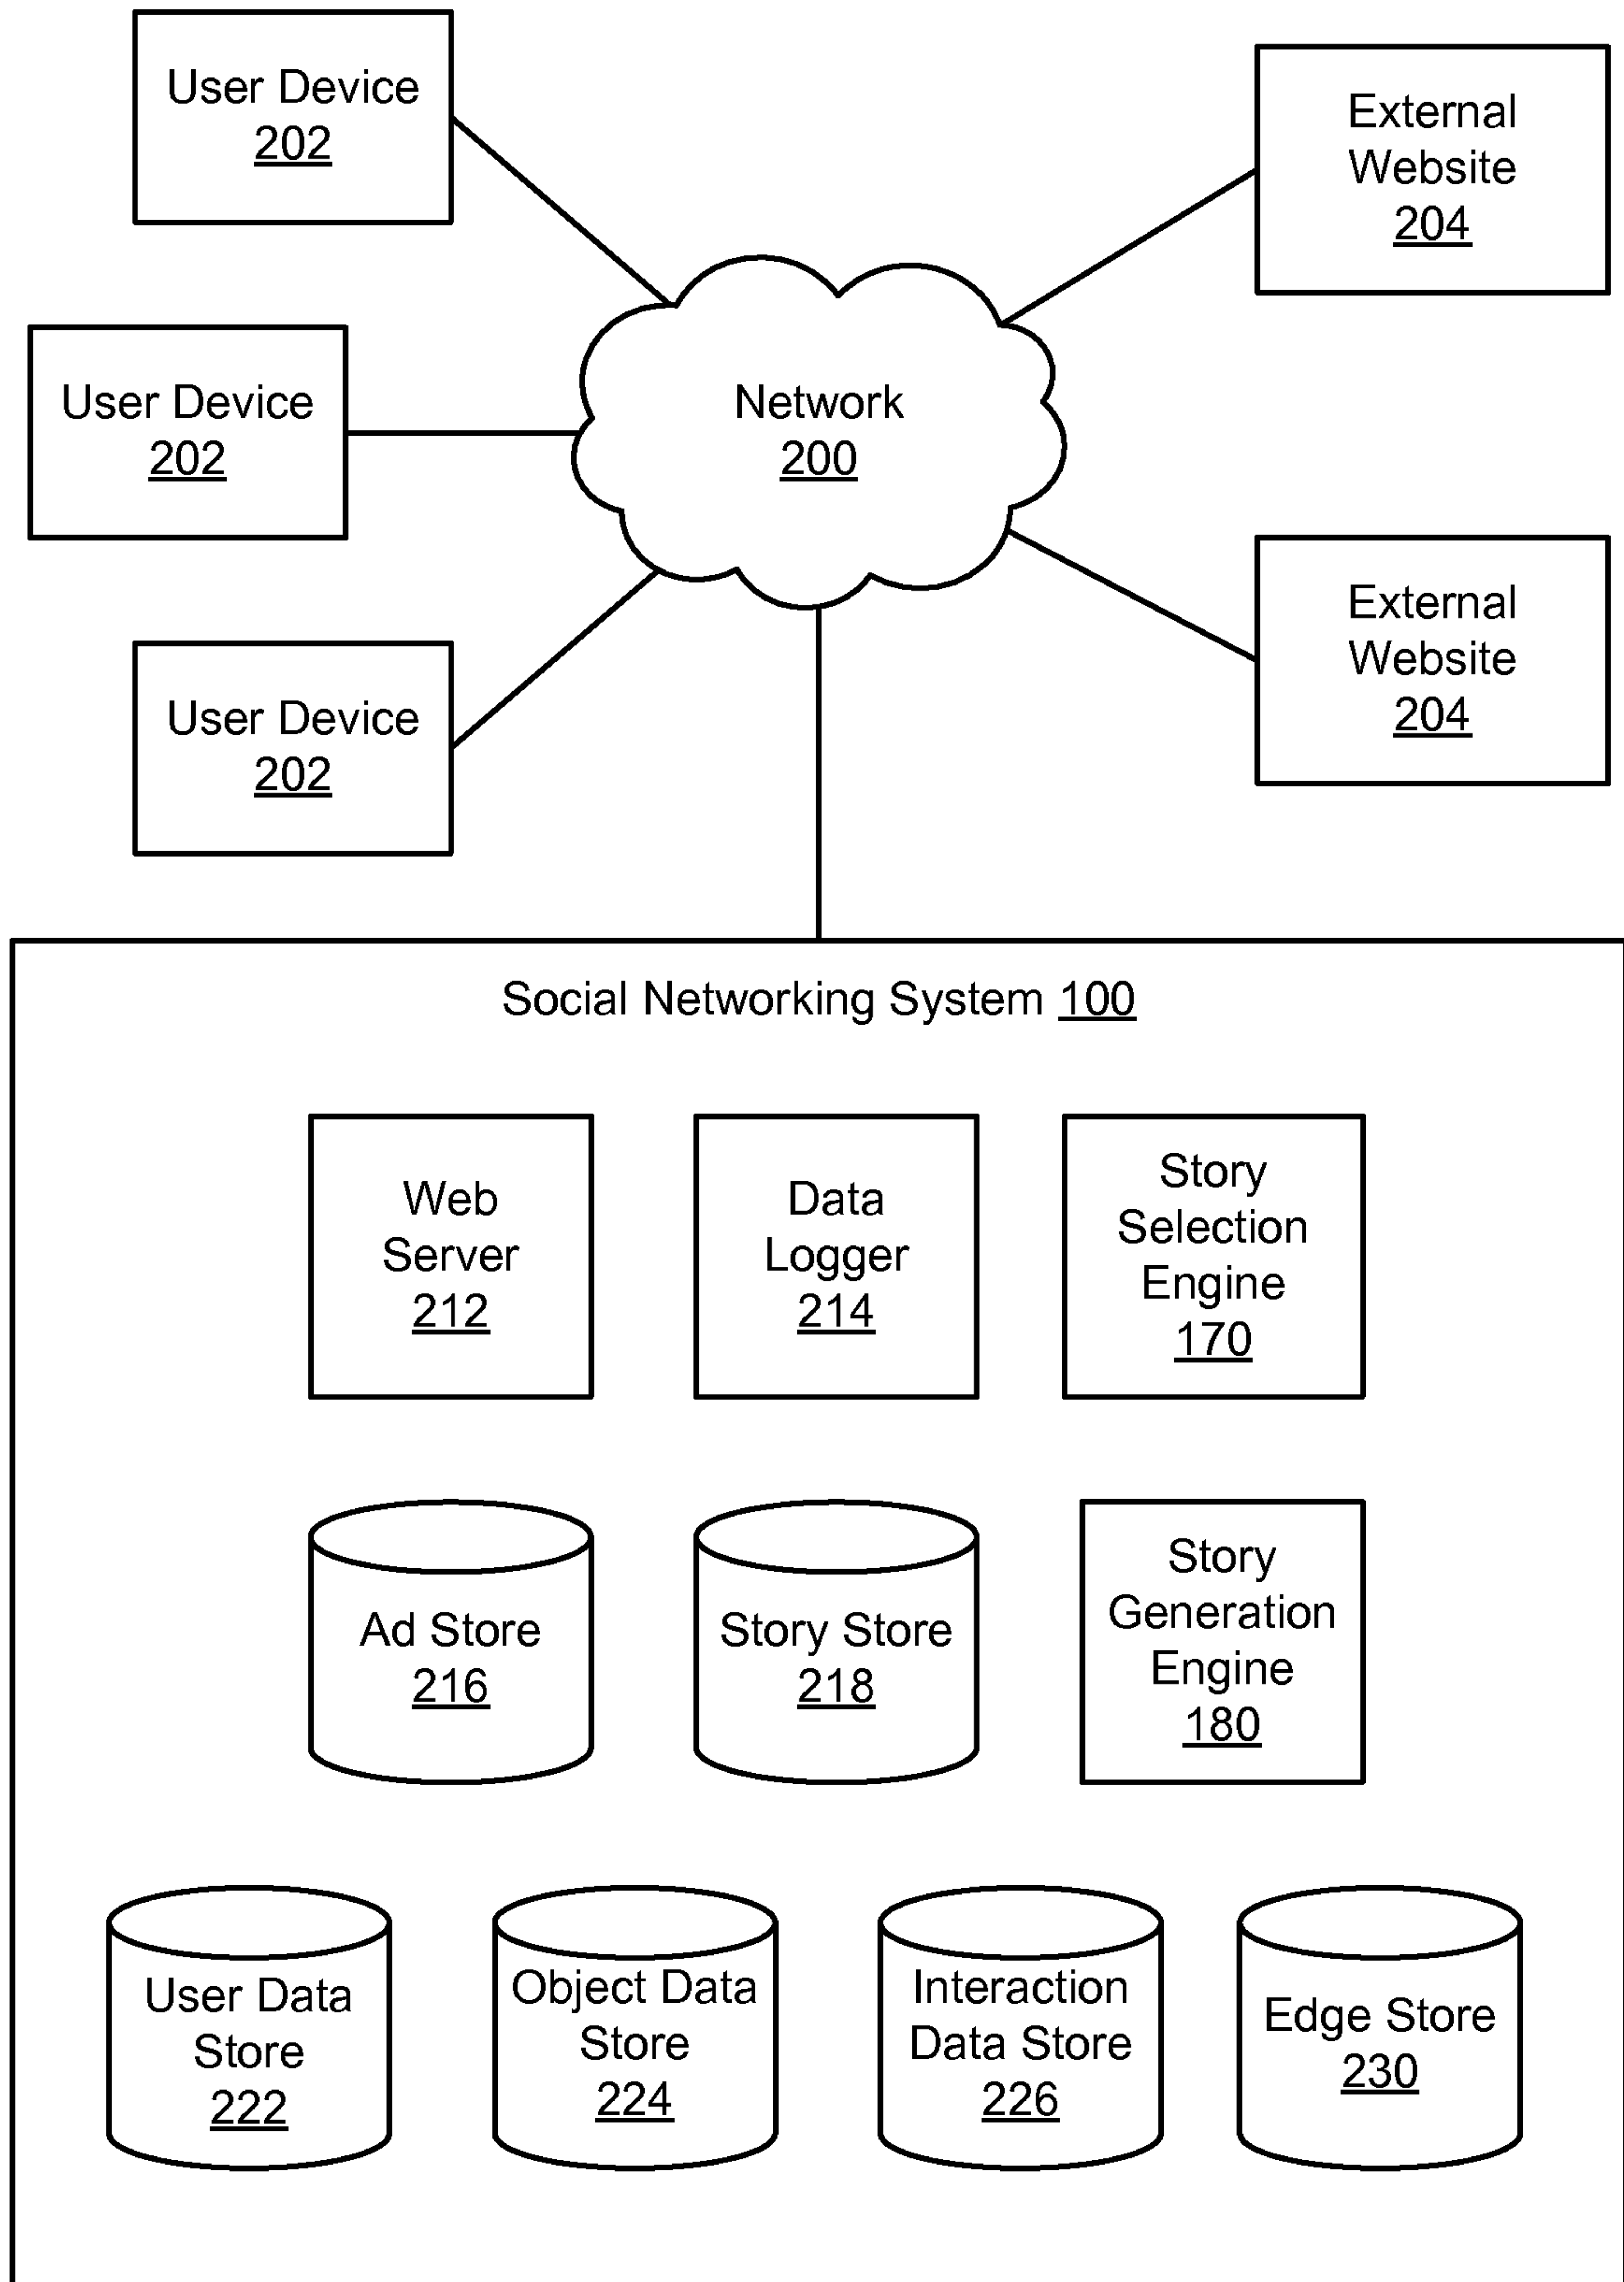 User Device
202
External
Website
204
User Device
202
Network
200
External
Website
204
User Device
202
Social Networking System 100
Web
Server
212
Data
Logger
214
Story
Selection
Engine
170
Ad Store
216
Story Store
218
Story
Generation
Engine
180
User Data
Store
222
Object Data
Store
224
Interaction
Data Store
226
Edge Store
230